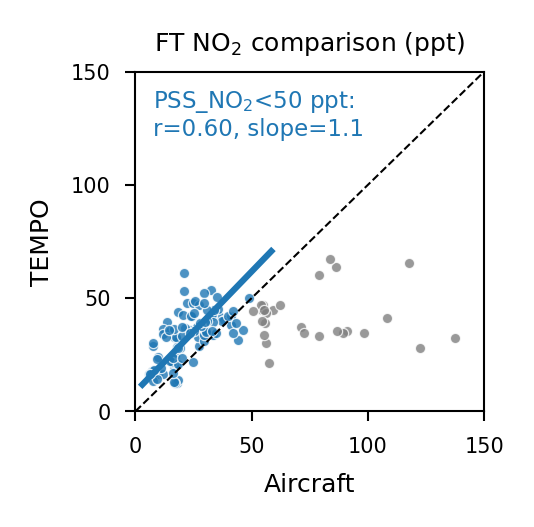 FT NO₂ comparison (ppt)
150
PSS_NO₂<50 ppt:
r=0.60, slope=1.1
100
TEMPO
50
0
0 50 100 150
Aircraft